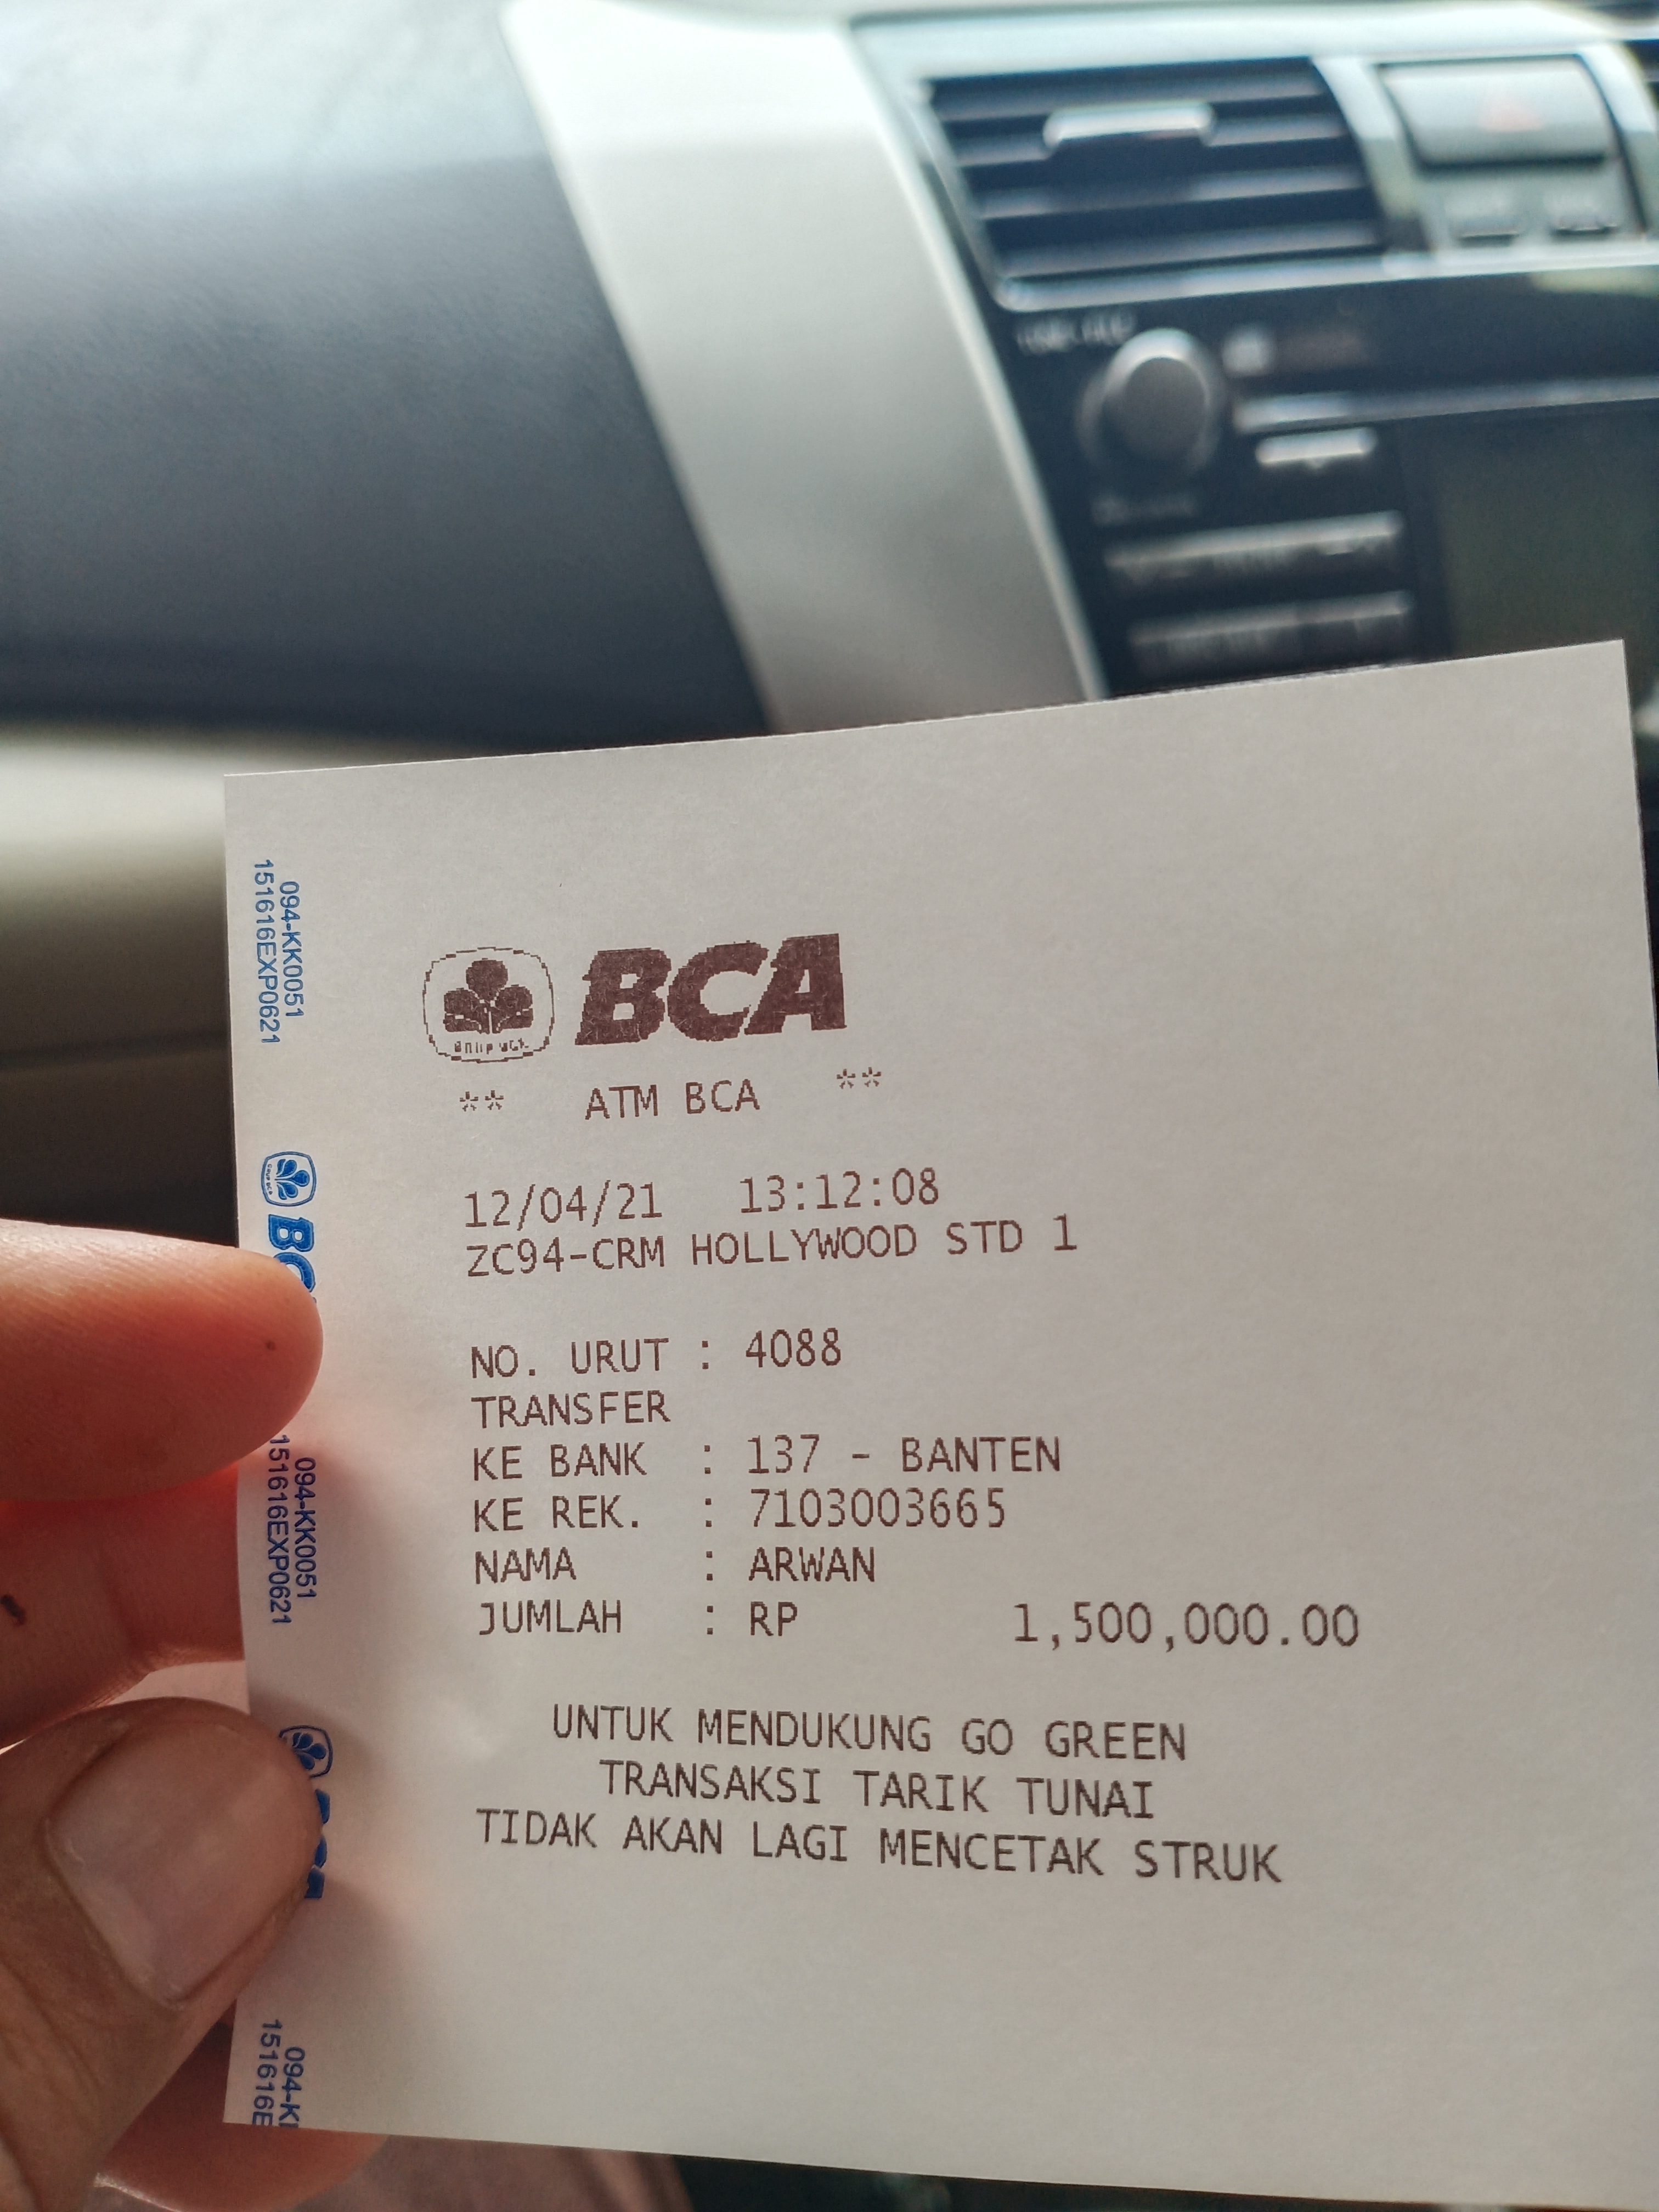 BCA
** ATM BCA **
12/04/21 13:12:08
ZC94-CRM HOLLYWOOD STD 1
NO. URUT : 4088
TRANSFER
KE BANK : 137 - BANTEN
KE REK. : 7103003665
NAMA : ARWAN
JUMLAH : RP 1,500,000.00
UNTUK MENDUKUNG GO GREEN
TRANSAKSI TARIK TUNAI
TIDAK AKAN LAGI MENCETAK STRUK
094-KK0051
151616EXP0621
094-KK0051
151616EXP0621
094-K
151616E